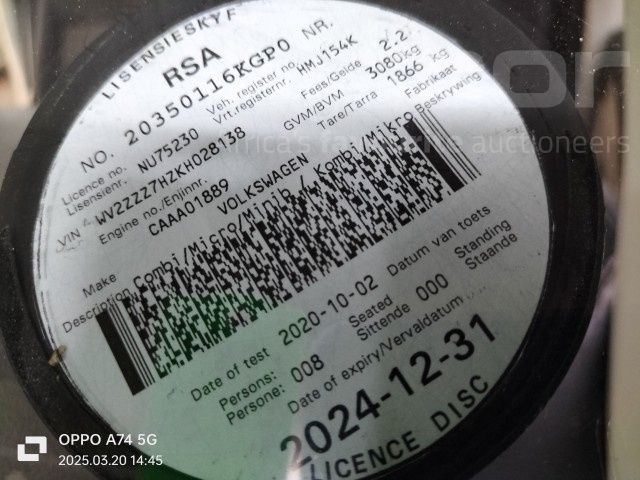 LISENSIESKYF
RSA
NO. 20350116KGP0 NR.
Licence no. NU75230 Veh. register no. HMJ154K
Lisensienr. Vrt.registernr.
VIN WV2ZZZ7HZKH028138 Fees/Gelde 2.2
Engine no./Enjinnr. GVM/BVM 3080kg
CAAA01889 Tare/Tarra 1866 kg
Make VOLKSWAGEN Fabrikaat
Description Combi/Micro/Minib / Kombi/Mikro Beskrywing
Date of test 2020-10-02 Datum van toets
Persons: 008 Seated 000 Standing
Persone: Sittende Staande
Date of expiry/Vervaldatum
2024-12-31
LICENCE DISC
auctioneers
OPPO A74 5G
2025.03.20 14:45